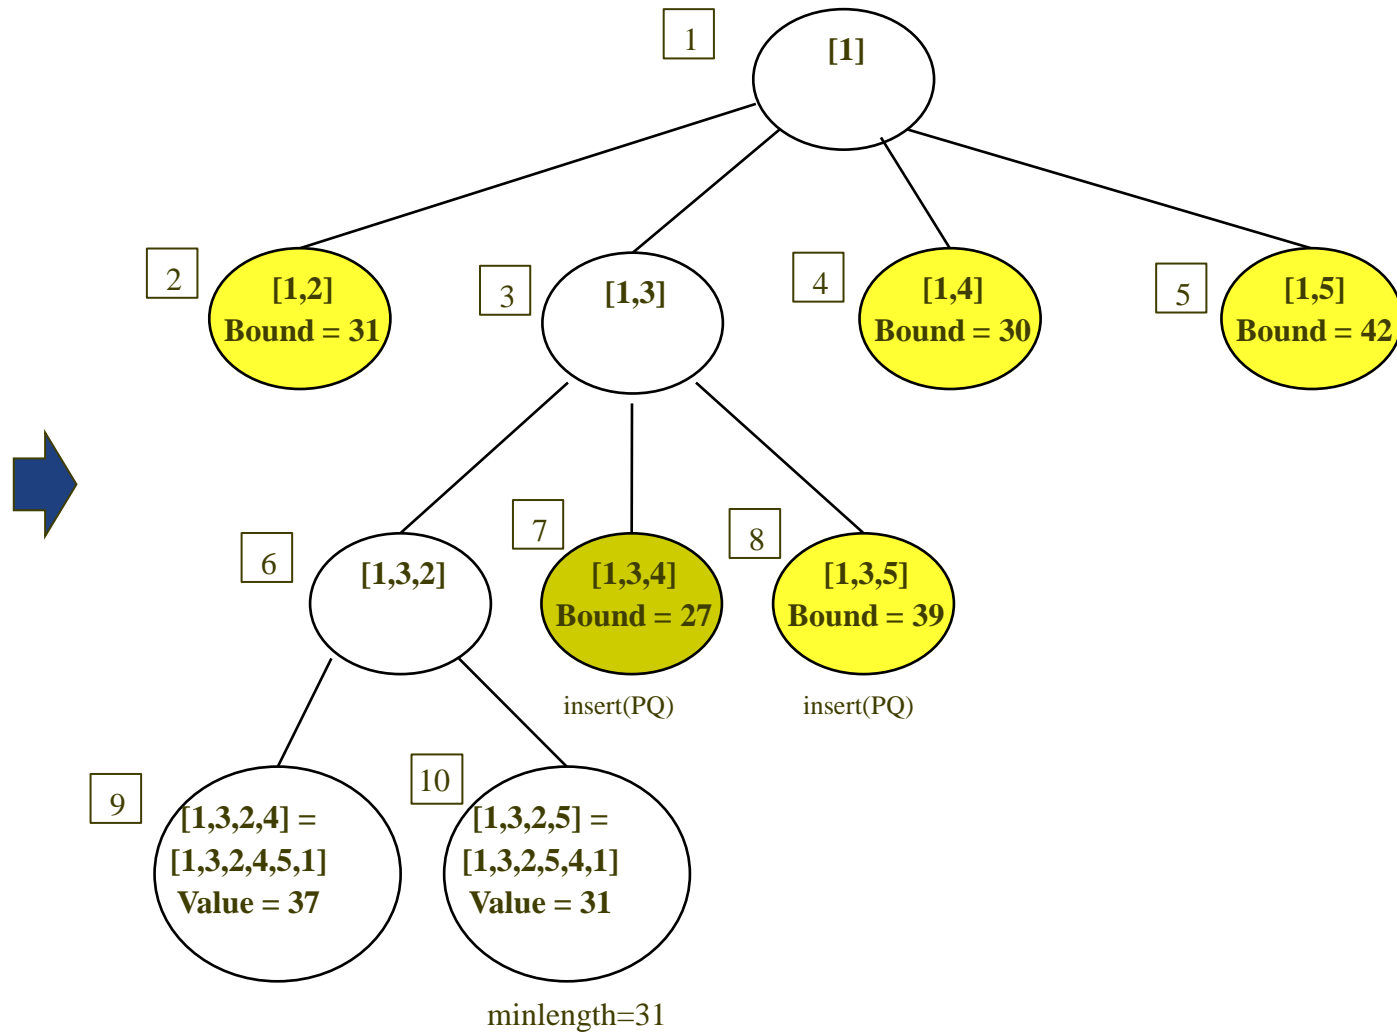 1
[1]
2
[1,2]
Bound = 31
3
[1,3]
4
[1,4]
Bound = 30
5
[1,5]
Bound = 42
6
[1,3,2]
7
[1,3,4]
Bound = 27
insert(PQ)
8
[1,3,5]
Bound = 39
insert(PQ)
9
[1,3,2,4] =
[1,3,2,4,5,1]
Value = 37
10
[1,3,2,5] =
[1,3,2,5,4,1]
Value = 31
minlength=31